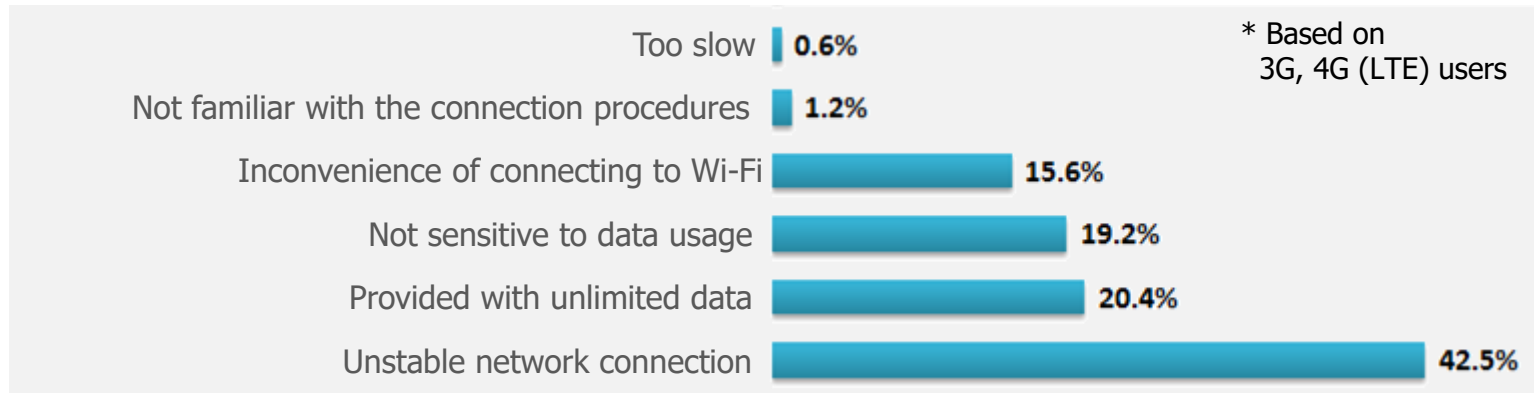 Too slow 0.6%
* Based on
3G, 4G (LTE) users
Not familiar with the connection procedures 1.2%
Inconvenience of connecting to Wi-Fi 15.6%
Not sensitive to data usage 19.2%
Provided with unlimited data 20.4%
Unstable network connection 42.5%